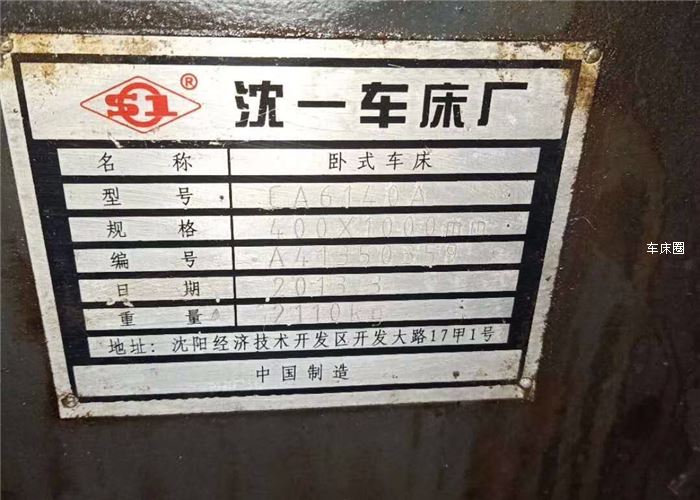 S1 ® 沈一车床厂
名 称 卧式车床
型 号 CA6140A
规 格 400X1000mm
编 号
日 期 2013.3
重 量 2110kg
地址: 沈阳经济技术开发区开发大路17甲1号
中国制造
车床圈